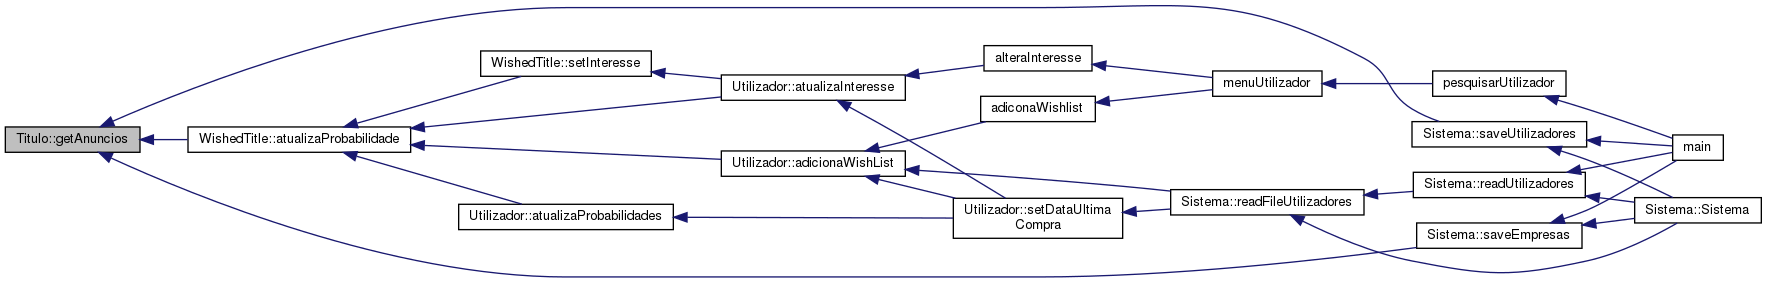 Titulo::getAnuncios
WishedTitle::atualizaProbabilidade
WishedTitle::setInteresse
Utilizador::atualizaProbabilidades
Utilizador::atualizaInteresse
Utilizador::adicionaWishList
alteraInteresse
adiconaWishlist
Utilizador::setDataUltima
Compra
menuUtilizador
Sistema::readFileUtilizadores
pesquisarUtilizador
Sistema::saveUtilizadores
Sistema::readUtilizadores
Sistema::saveEmpresas
main
Sistema::Sistema